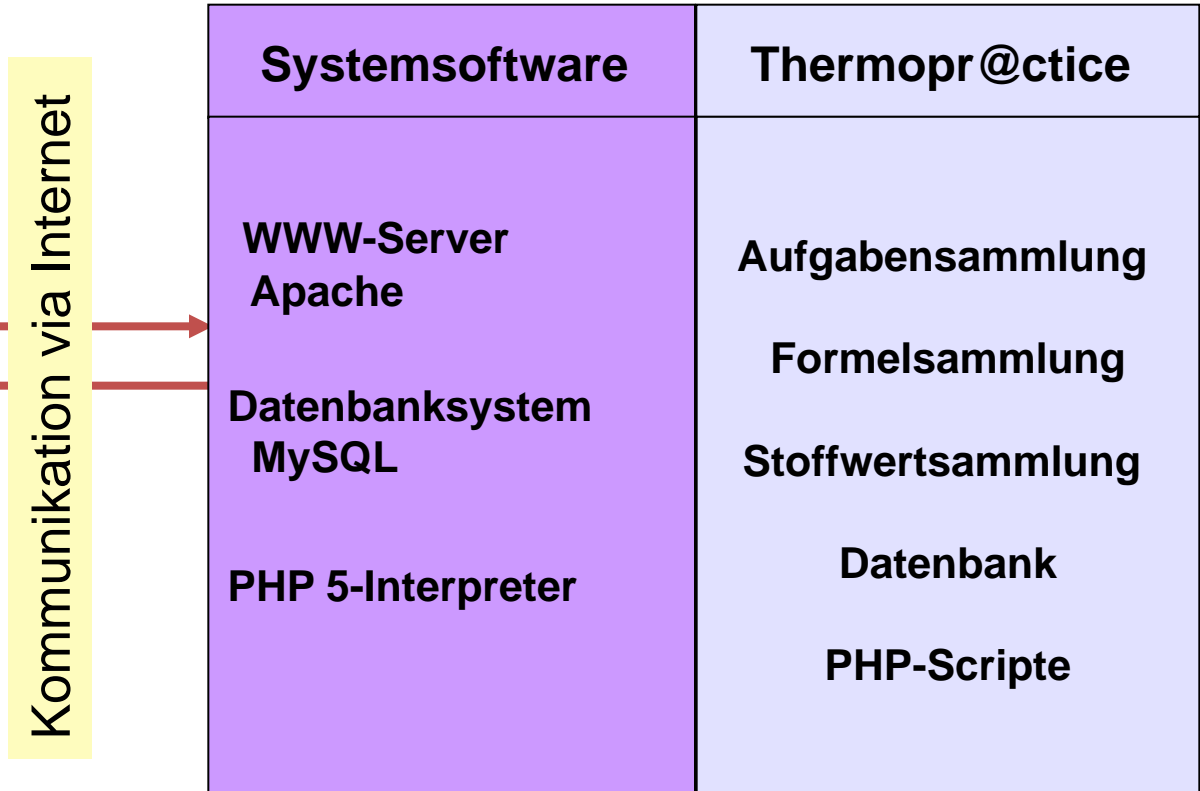 Kommunikation via Internet
Systemsoftware
WWW-Server
Apache
Datenbanksystem
MySQL
PHP 5-Interpreter
Thermopr@ctice
Aufgabensammlung
Formelsammlung
Stoffwertsammlung
Datenbank
PHP-Scripte